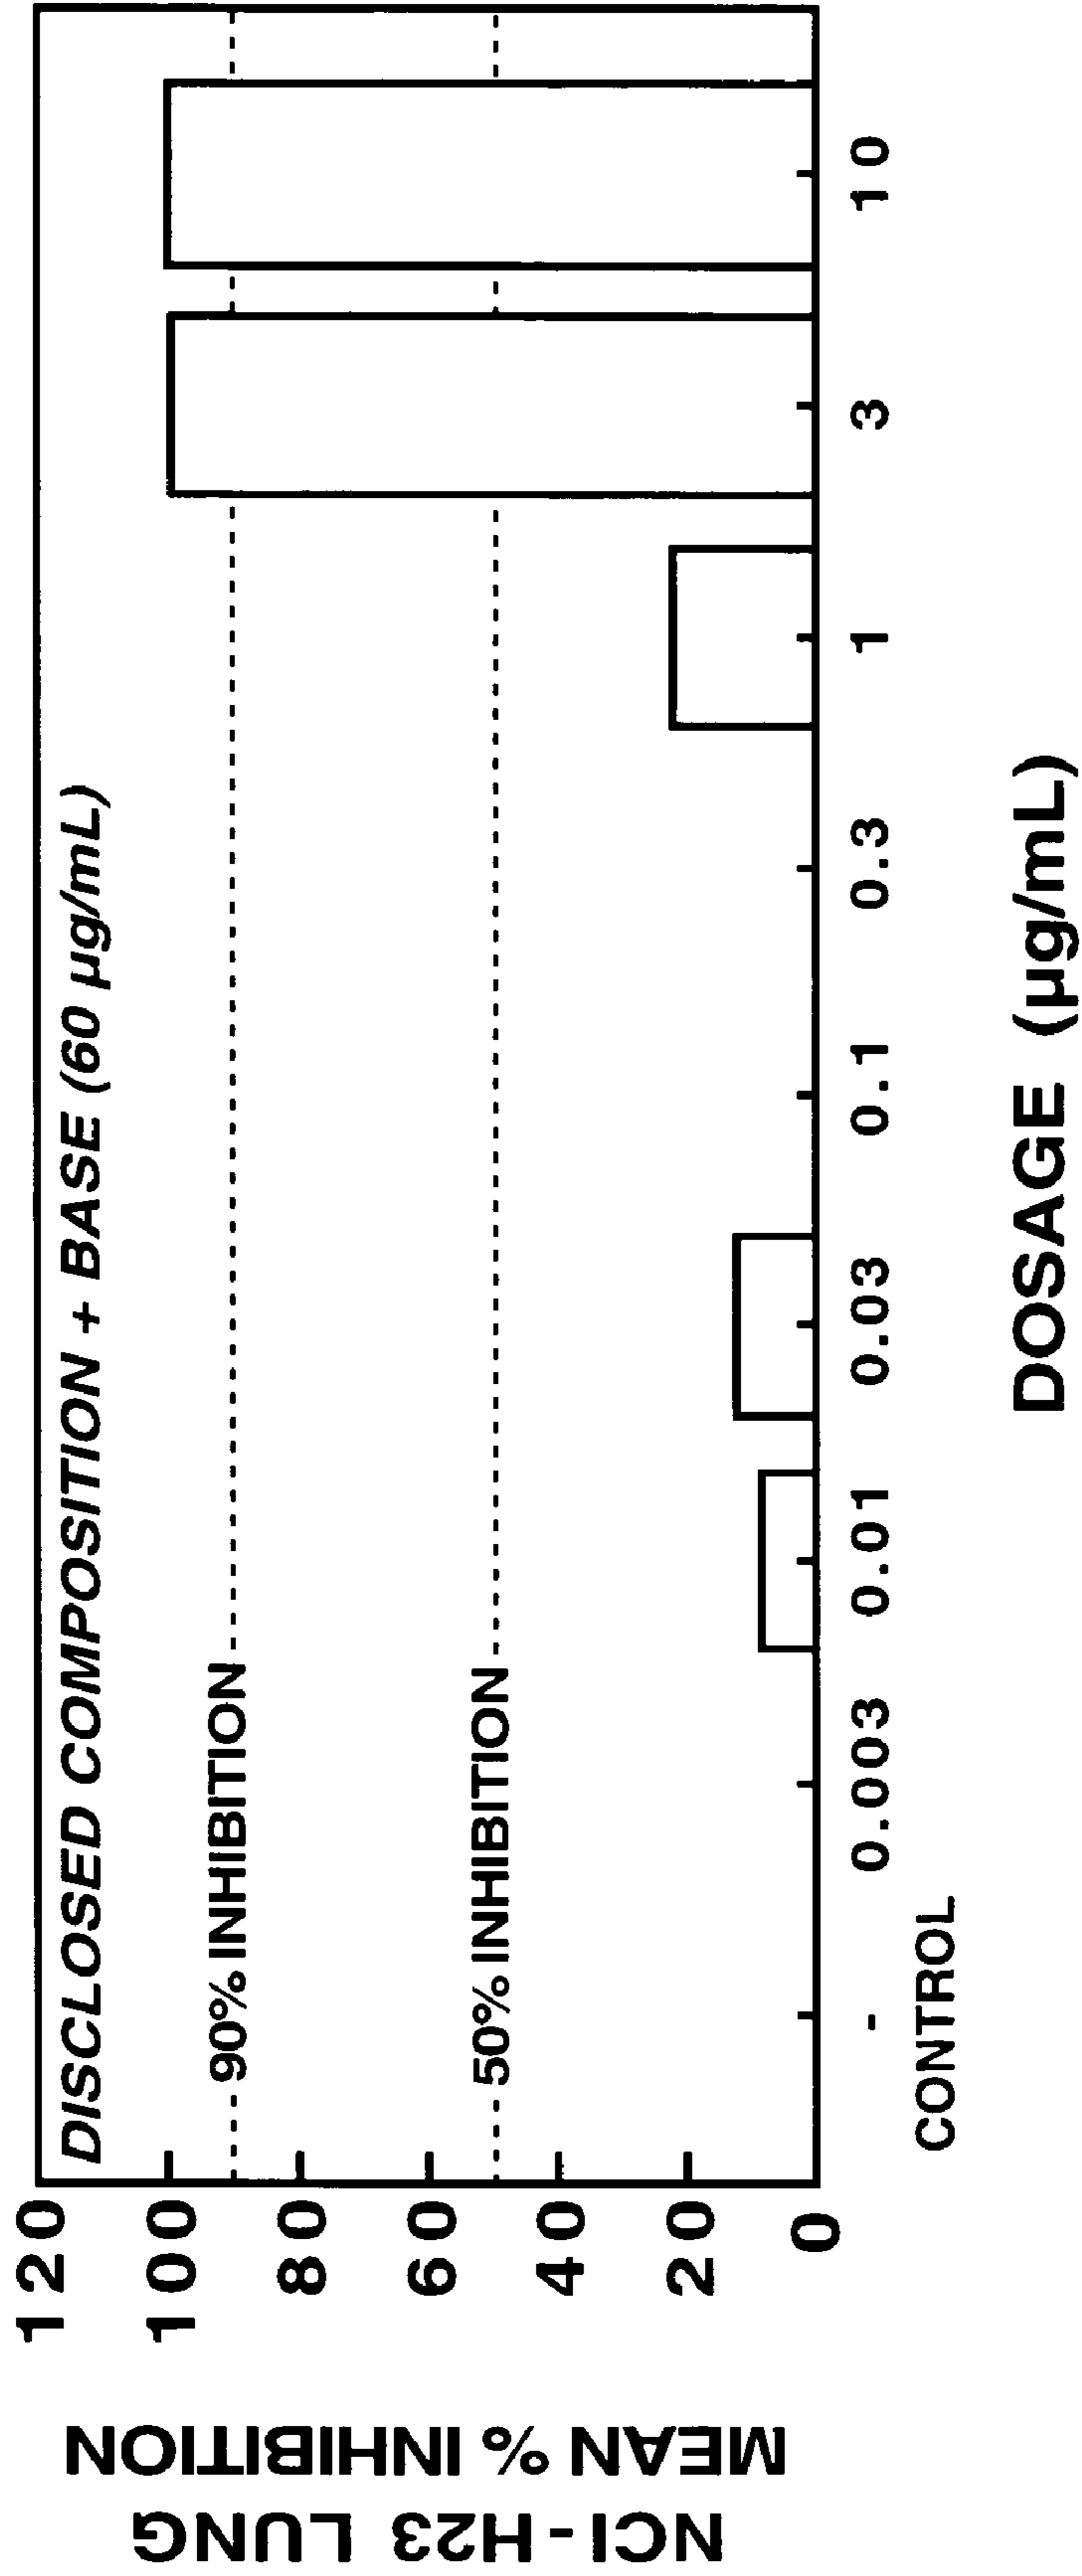 DISCLOSED COMPOSITION + BASE (60 µg/mL)
NCI-H23 LUNG
MEAN % INHIBITION
120
100
90% INHIBITION
80
60
50% INHIBITION
40
20
0
- 0.003 0.01 0.03 0.1 0.3 1 3 10
CONTROL
DOSAGE (µg/mL)